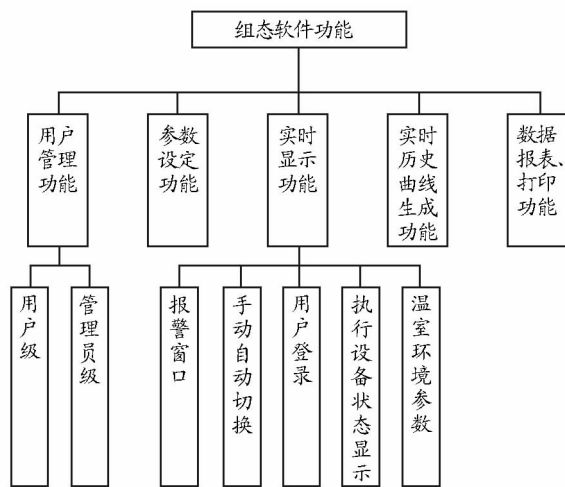 组态软件功能
用户
管理
功能
参数
设定
功能
实时
显示
功能
实时
历史
曲线
生成
功能
数据
报表、
打印
功能
用户级
管理员级
报警窗口
手动自动切换
用户登录
执行设备状态显示
温室环境参数